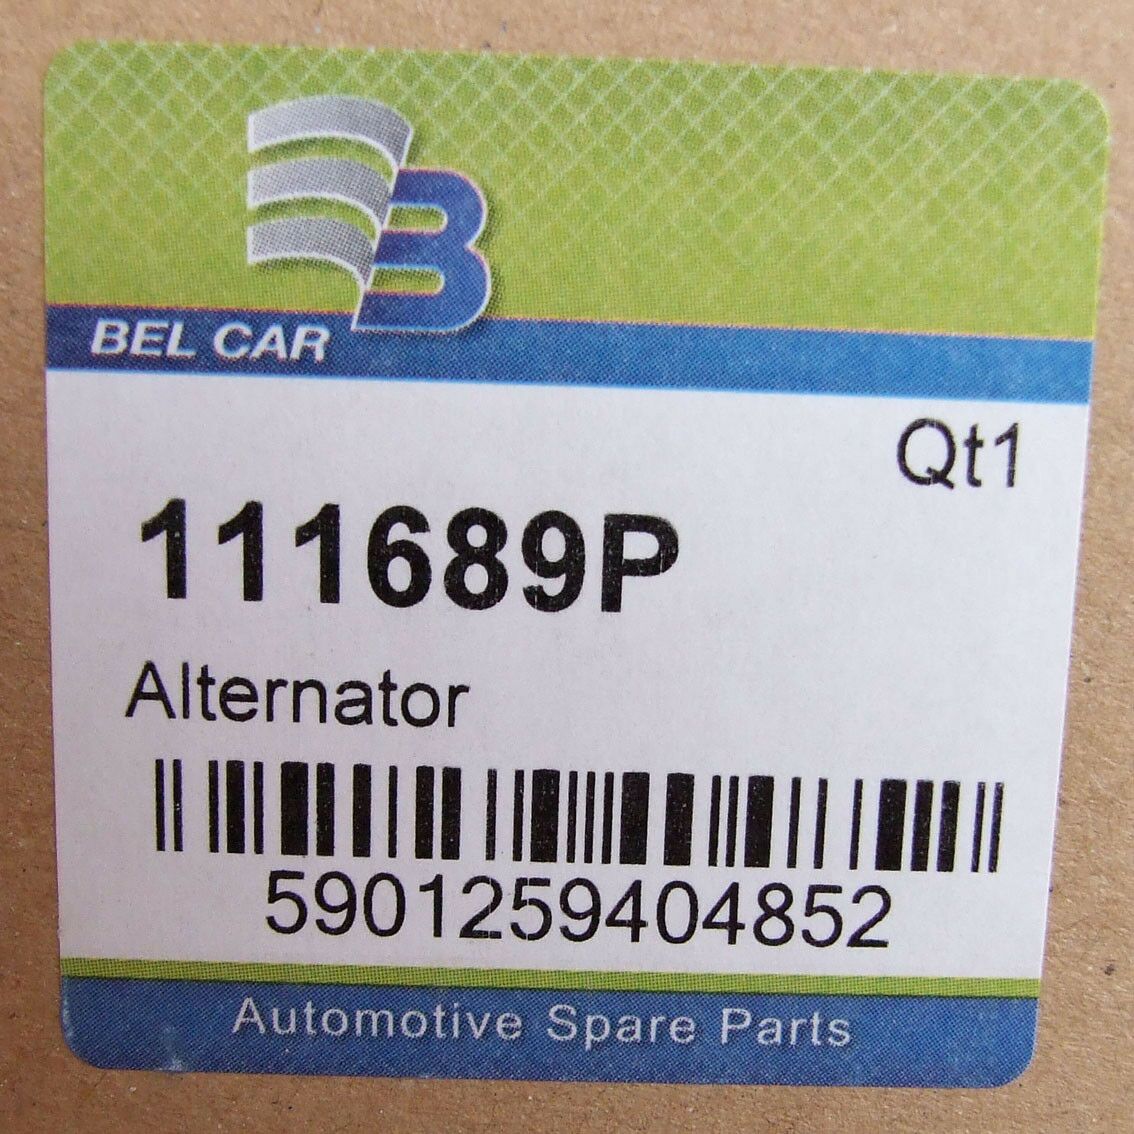 B
BEL CAR
Qt1
111689P
Alternator
5901259404852
Automotive Spare Parts